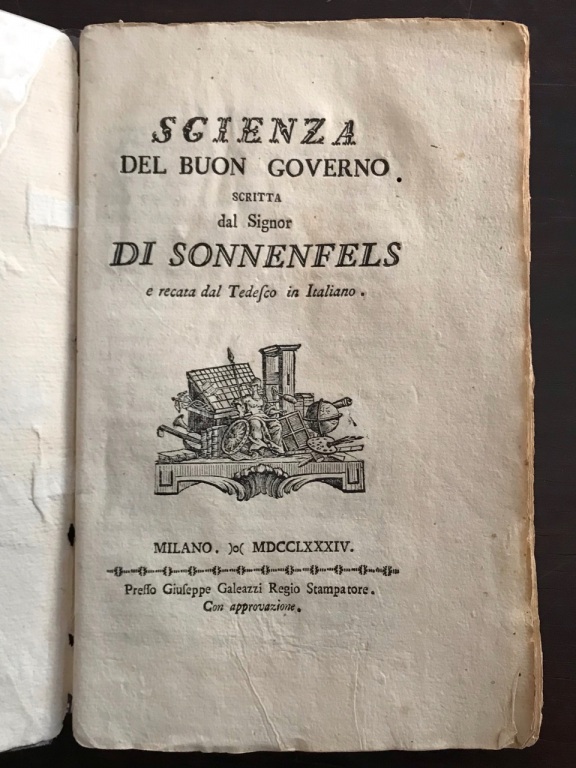 SCIENZA
DEL BUON GOVERNO.
SCRITTA
dal Signor
DI SONNENFELS
e recata dal Tedeſco in Italiano.
MILANO. )o( MDCCLXXXIV.
Preſſo Giuſeppe Galeazzi Regio Stampatore.
Con approvazione.